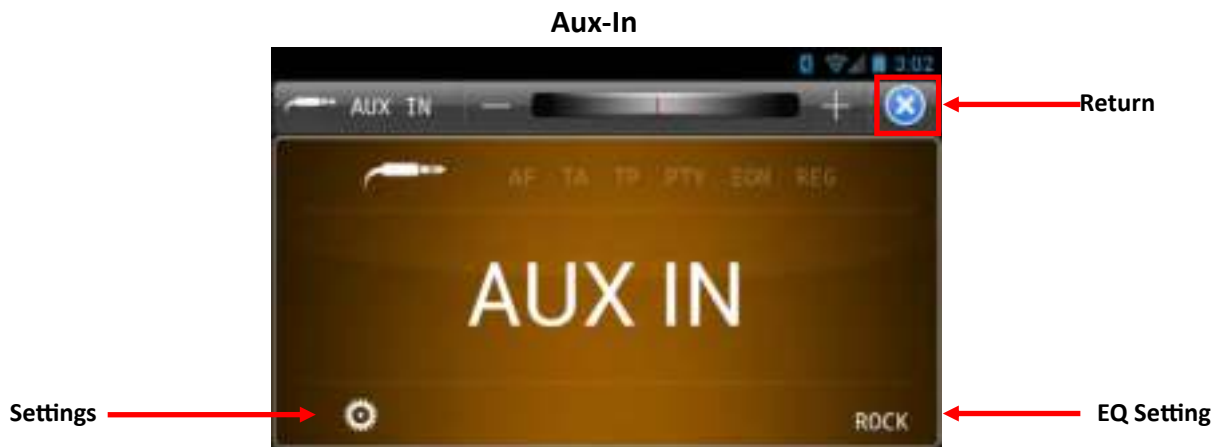 Aux-In
3:02
AUX IN
Return
AF TA TP PTY EON REG
AUX IN
Settings
ROCK
EQ Setting